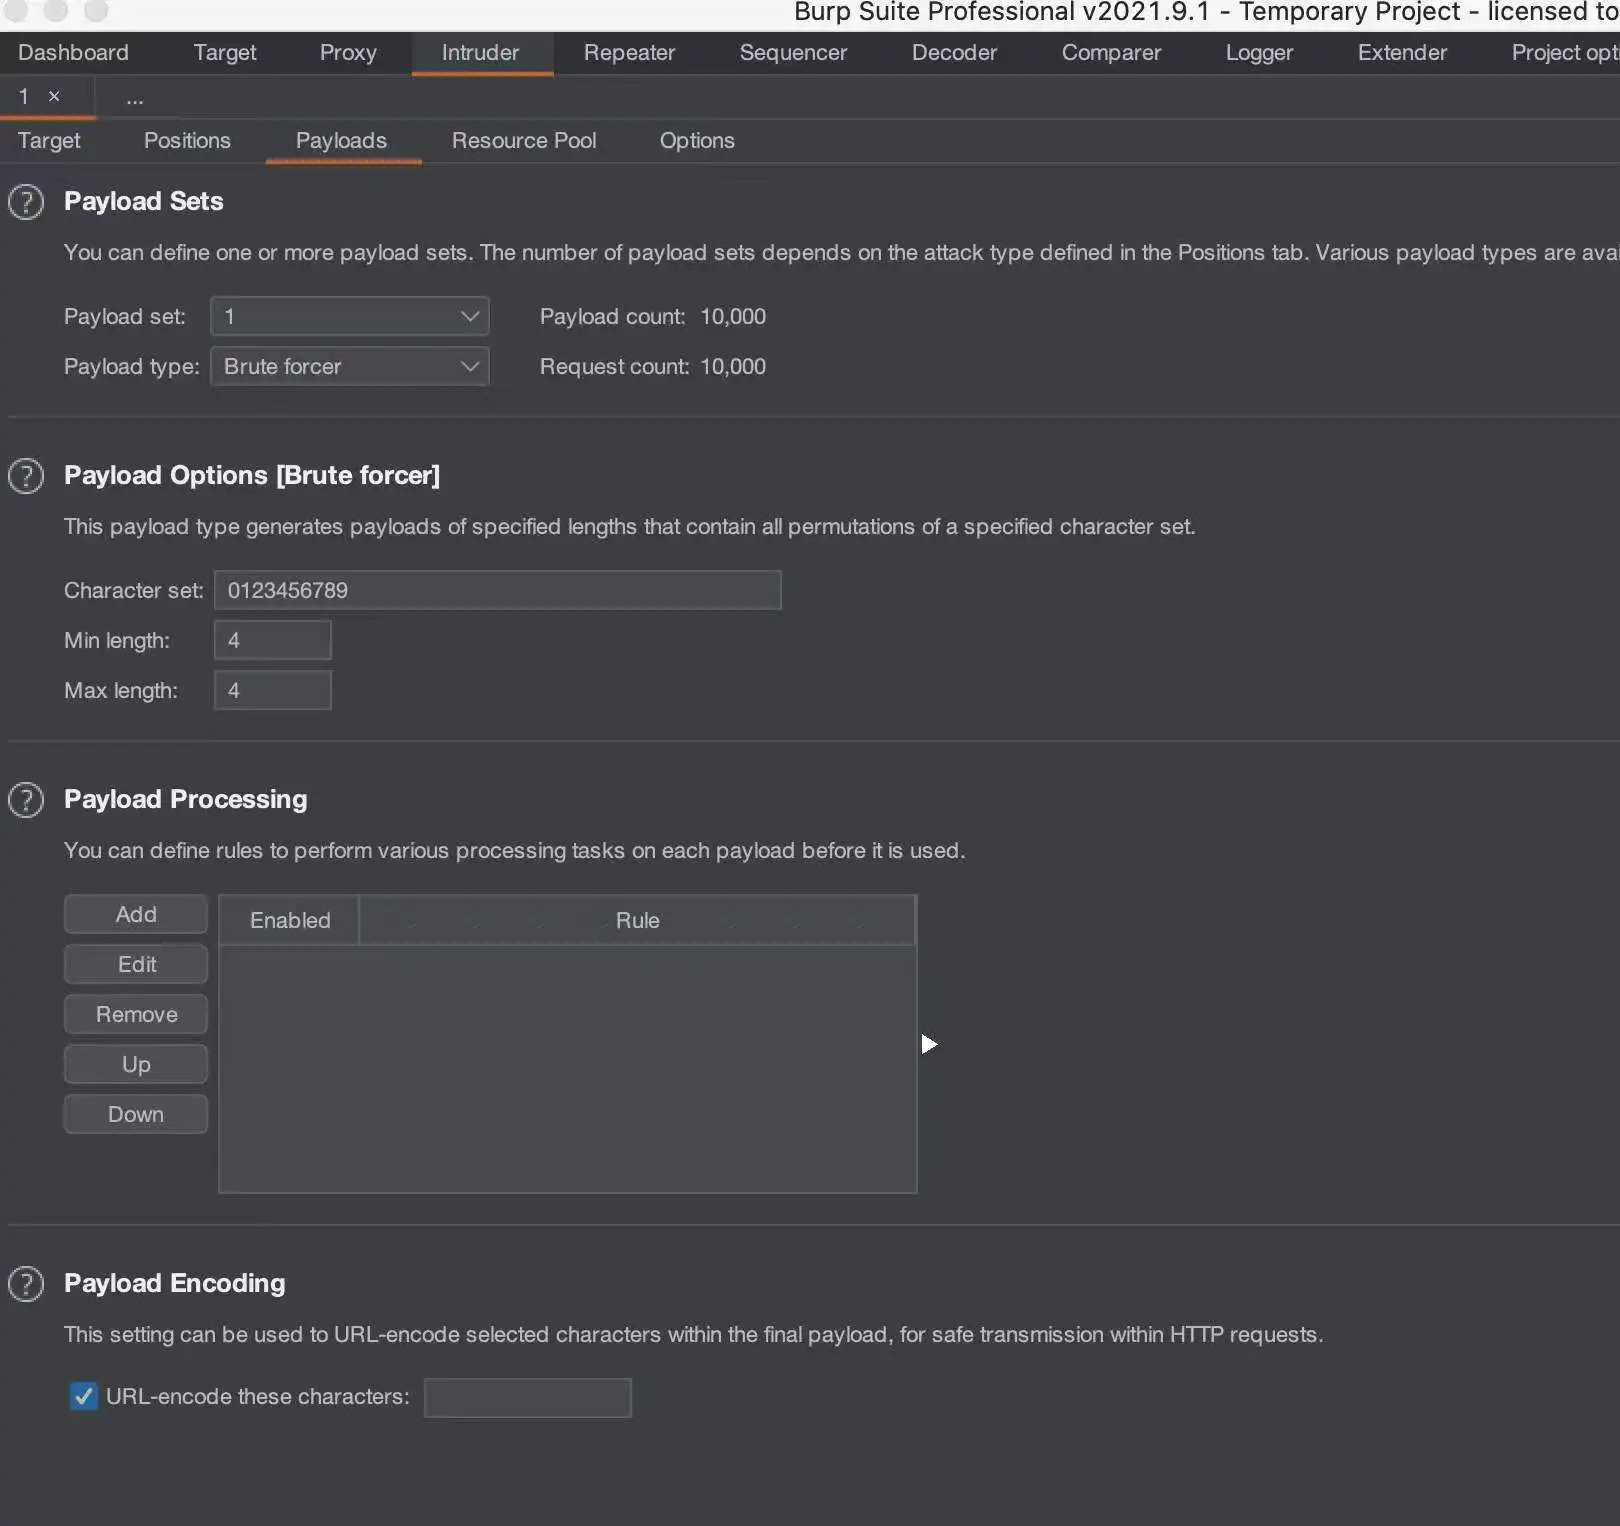 Burp Suite Professional v2021.9.1 - Temporary Project - licensed to
Dashboard Target Proxy Intruder Repeater Sequencer Decoder Comparer Logger Extender Project opti
1 × ...
Target Positions Payloads Resource Pool Options
? Payload Sets
You can define one or more payload sets. The number of payload sets depends on the attack type defined in the Positions tab. Various payload types are avai
Payload set: 1 Payload count: 10,000
Payload type: Brute forcer Request count: 10,000
? Payload Options [Brute forcer]
This payload type generates payloads of specified lengths that contain all permutations of a specified character set.
Character set: 0123456789
Min length: 4
Max length: 4
? Payload Processing
You can define rules to perform various processing tasks on each payload before it is used.
Add Enabled Rule
Edit
Remove
Up
Down
? Payload Encoding
This setting can be used to URL-encode selected characters within the final payload, for safe transmission within HTTP requests.
URL-encode these characters: